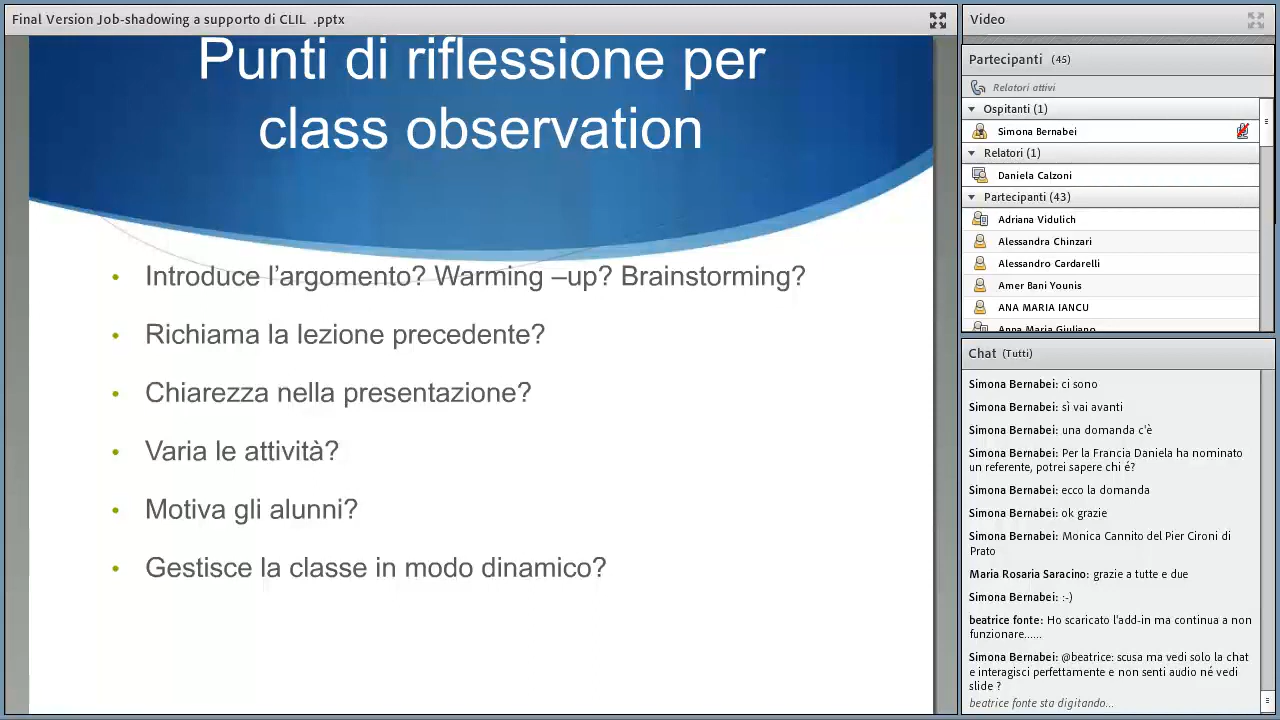 Final Version Job-shadowing a supporto di CLIL .pptx
Punti di riflessione per
class observation
• Introduce l’argomento? Warming –up? Brainstorming?
• Richiama la lezione precedente?
• Chiarezza nella presentazione?
• Varia le attività?
• Motiva gli alunni?
• Gestisce la classe in modo dinamico?
Video
Partecipanti (45)
Relatori attivi
Ospitanti (1)
Simona Bernabei
Relatori (1)
Daniela Calzoni
Partecipanti (43)
Adriana Vidulich
Alessandra Chinzari
Alessandro Cardarelli
Amer Bani Younis
ANA MARIA IANCU
Anna Maria Giuliano
Chat (Tutti)
Simona Bernabei: ci sono
Simona Bernabei: sì vai avanti
Simona Bernabei: una domanda c'è
Simona Bernabei: Per la Francia Daniela ha nominato
un referente, potrei sapere chi é?
Simona Bernabei: ecco la domanda
Simona Bernabei: ok grazie
Simona Bernabei: Monica Cannito del Pier Cironi di
Prato
Maria Rosaria Saracino: grazie a tutte e due
Simona Bernabei: :-)
beatrice fonte: Ho scaricato l'add-in ma continua a non
funzionare......
Simona Bernabei: @beatrice: scusa ma vedi solo la chat
e interagisci perfettamente e non senti audio né vedi
slide ?
beatrice fonte sta digitando...